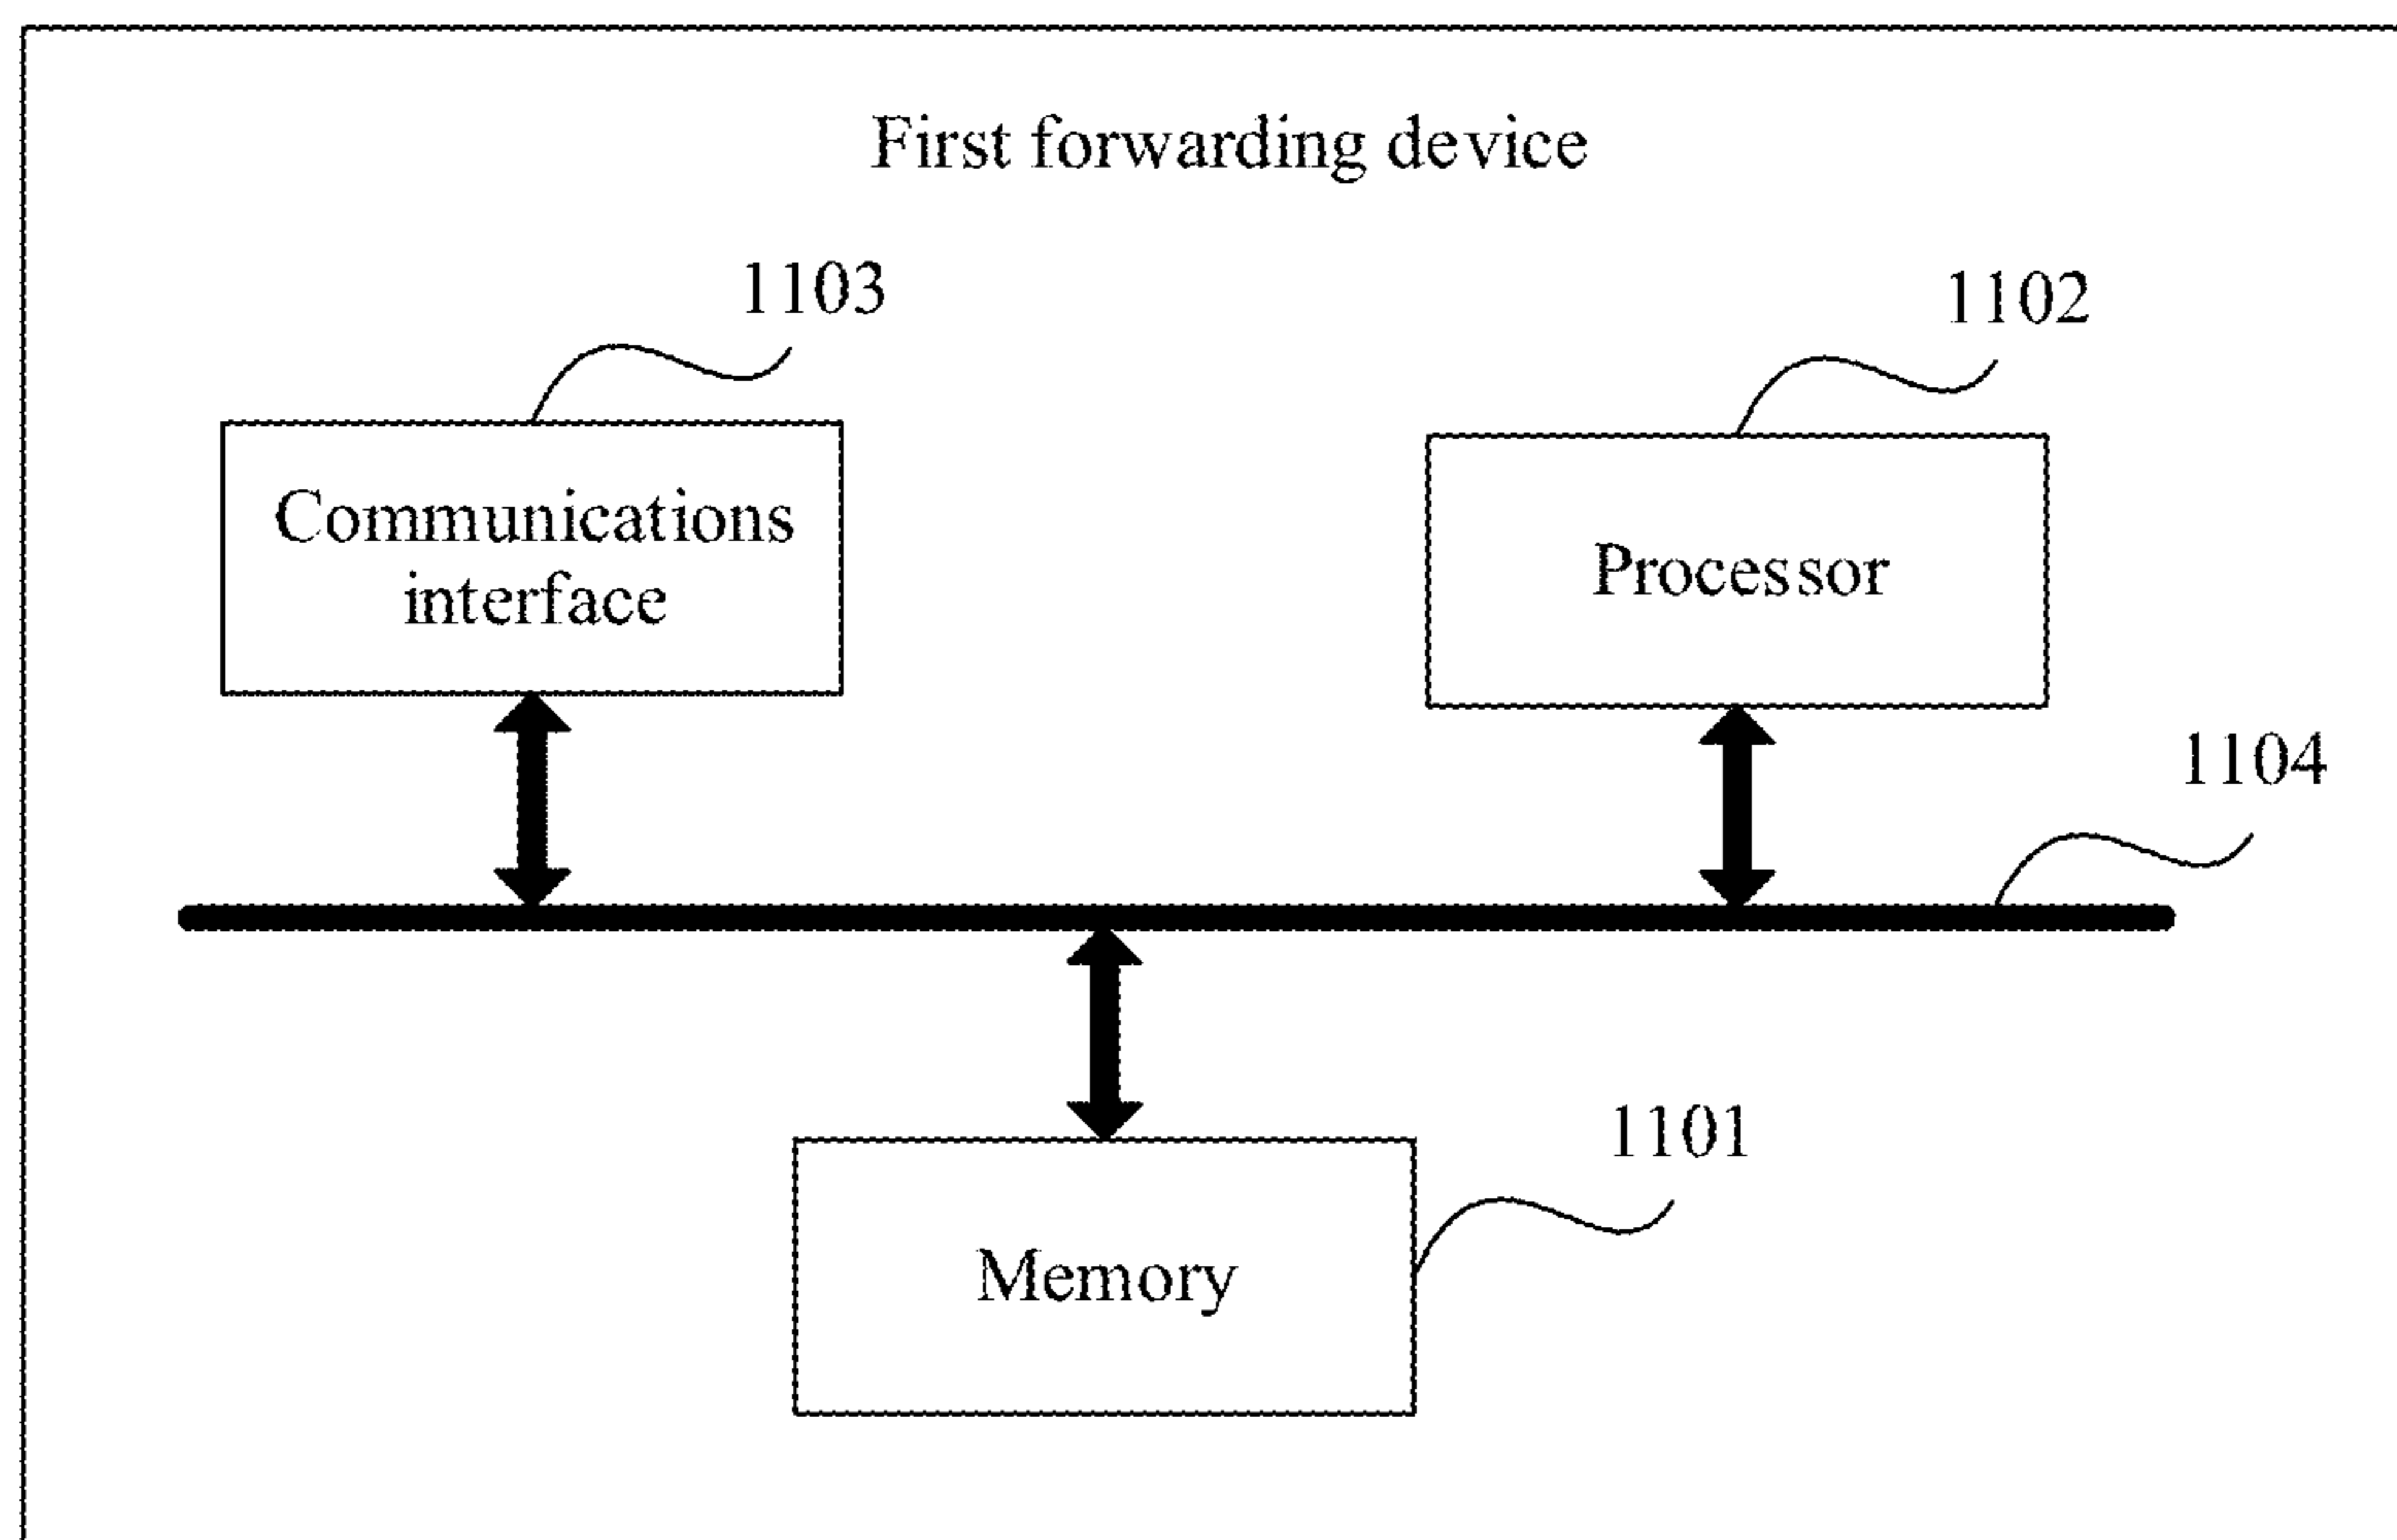 First forwarding device
1103
1102
Communications
interface
Processor
1104
1101
Memory